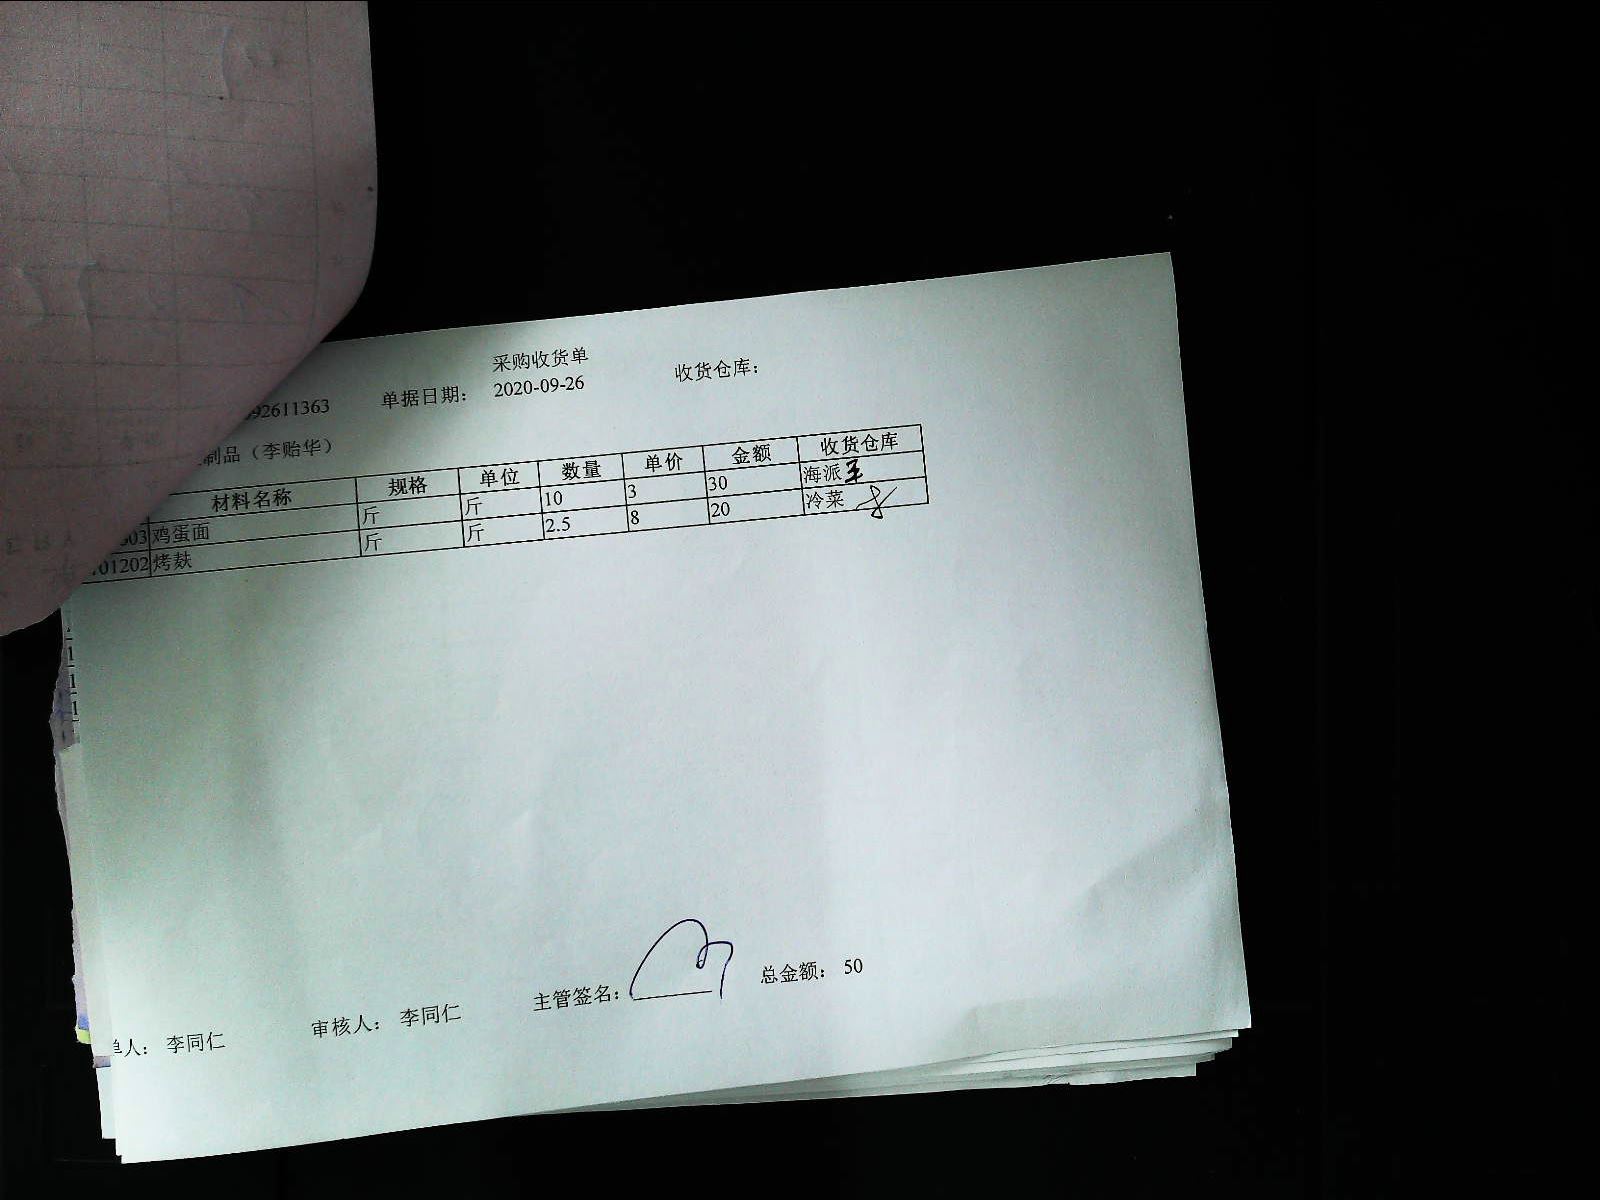 采购收货单
92611363 单据日期： 2020-09-26 收货仓库：
制品（李贻华）
材料名称 规格 单位 数量 单价 金额 收货仓库
03 鸡蛋面 斤 斤 10 3 30 海派 王
01202 烤麸 斤 斤 2.5 8 20 冷菜
单人： 李同仁 审核人： 李同仁 主管签名： 总金额： 50